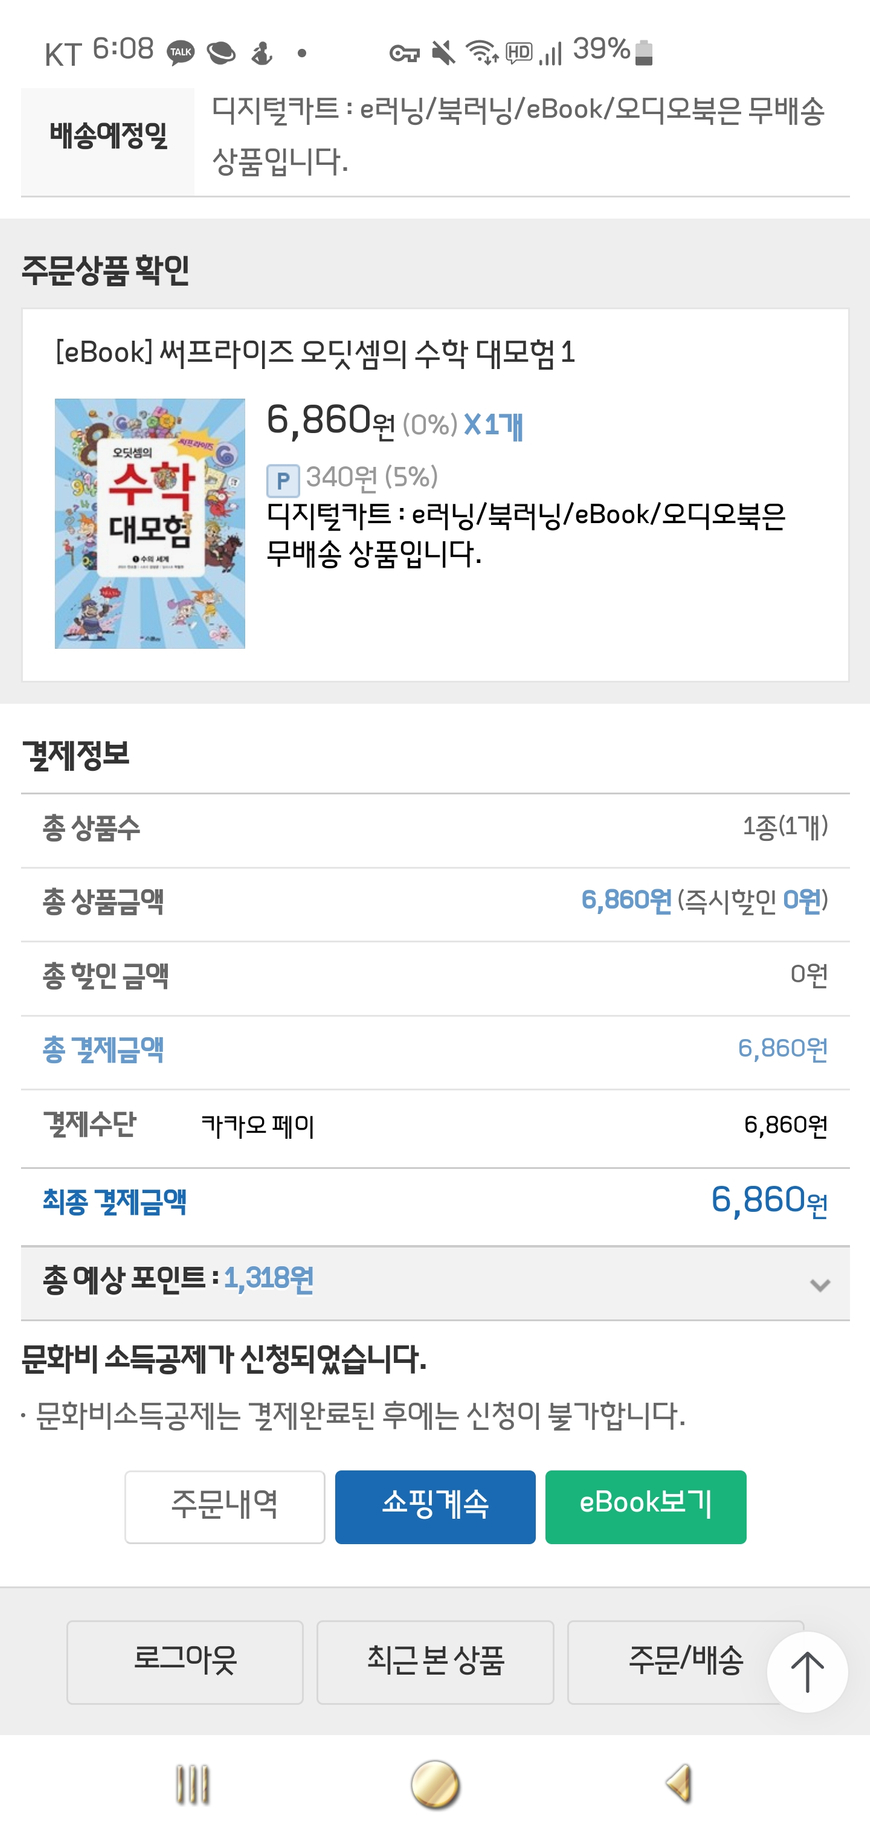 KT 6:08 TALK HD 39%
배송예정일
디지털카트 : e러닝/북러닝/eBook/오디오북은 무배송
상품입니다.
주문상품 확인
[eBook] 써프라이즈 오딧셈의 수학 대모험 1
써프라이즈
오딧셈의
수학
대모험
1 수의 세계
6,860원 (0%) X 1개
P 340원 (5%)
디지털카트 : e러닝/북러닝/eBook/오디오북은
무배송 상품입니다.
결제정보
총 상품수 1종(1개)
총 상품금액 6,860원 (즉시할인 0원)
총 할인 금액 0원
총 결제금액 6,860원
결제수단 카카오 페이 6,860원
최종 결제금액 6,860원
총 예상 포인트 : 1,318원
문화비 소득공제가 신청되었습니다.
· 문화비소득공제는 결제완료된 후에는 신청이 불가합니다.
주문내역 쇼핑계속 eBook보기
로그아웃 최근 본 상품 주문/배송